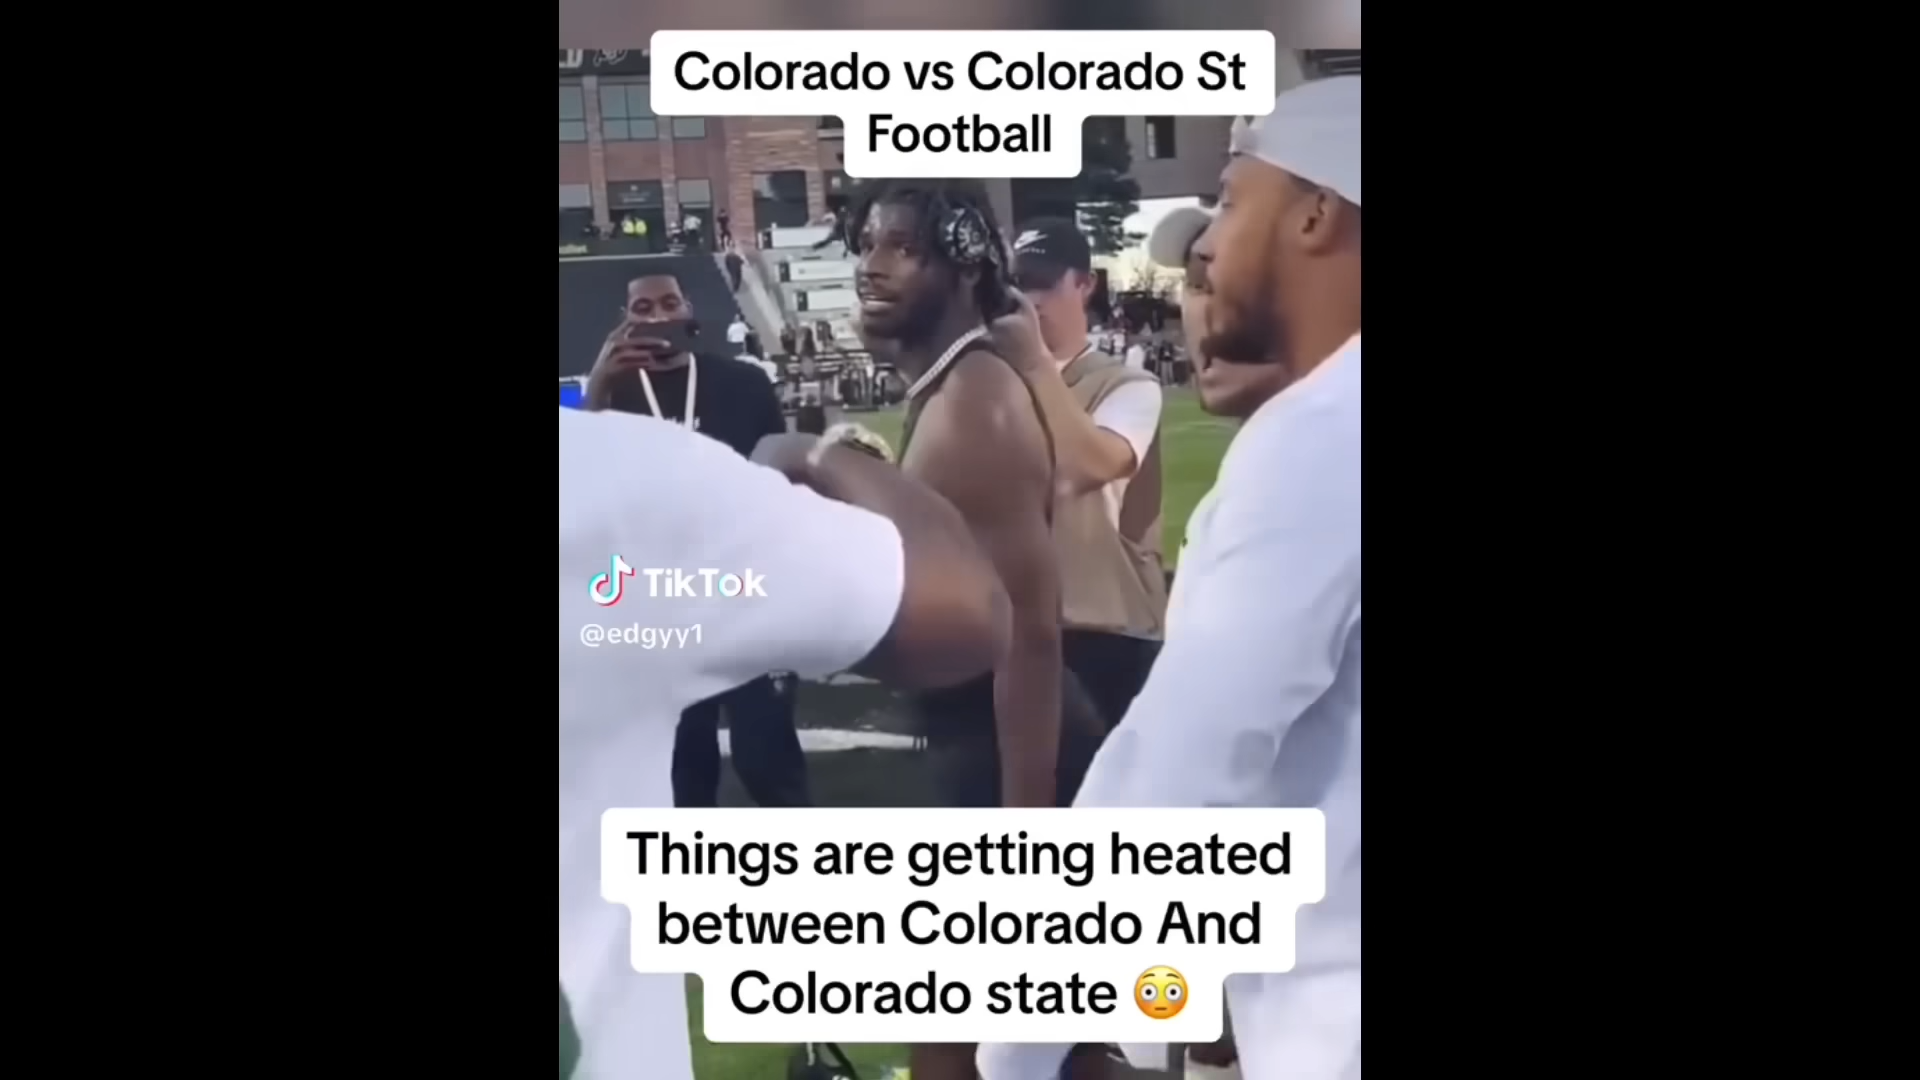 Colorado vs Colorado St
Football
TikTok
@edgyy1
Things are getting heated
between Colorado And
Colorado state 😳